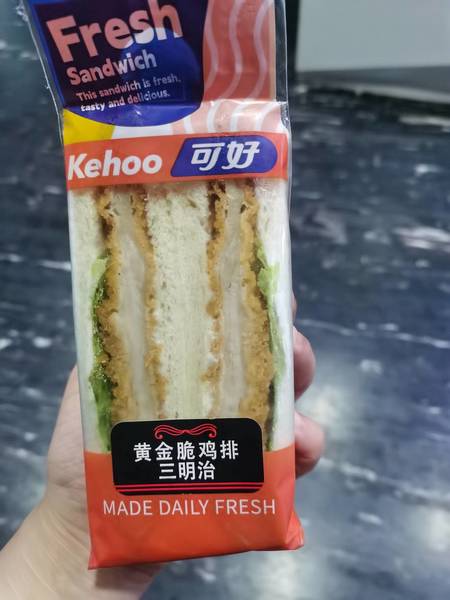 Fresh
Sandwich
This sandwich is fresh,
tasty and delicious.
Kehoo 可好
黄金脆鸡排
三明治
MADE DAILY FRESH